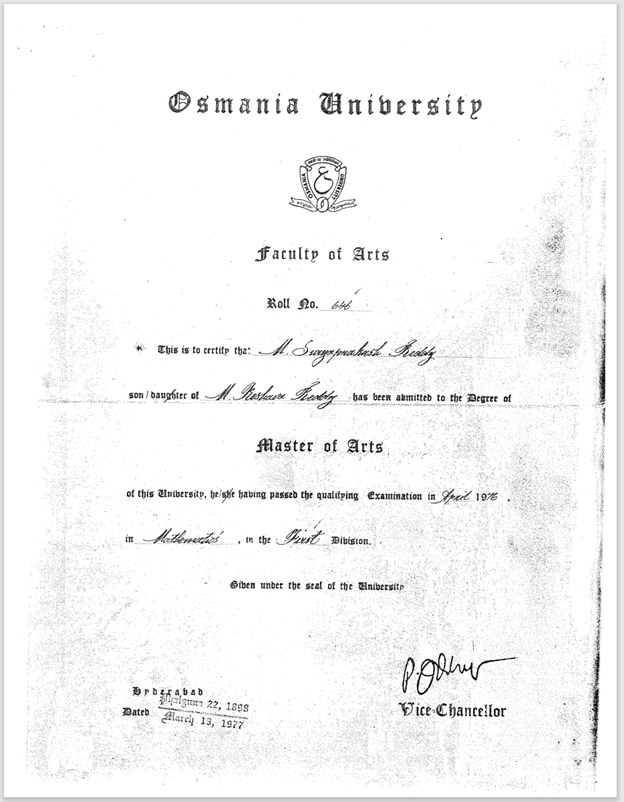 Osmania University
OSMANIA UNIVERSITY
Faculty of Arts
Roll No. 646
This is to certify that M. Suryaprakash Reddy
son/daughter of M. Keshava Reddy has been admitted to the Degree of
Master of Arts
of this University, he/she having passed the qualifying Examination in April 1976.
in Mathematics, in the First Division.
Given under the seal of the University
Hyderabad
Phalguna 22, 1898
Dated
March 13, 1977
Vice-Chancellor